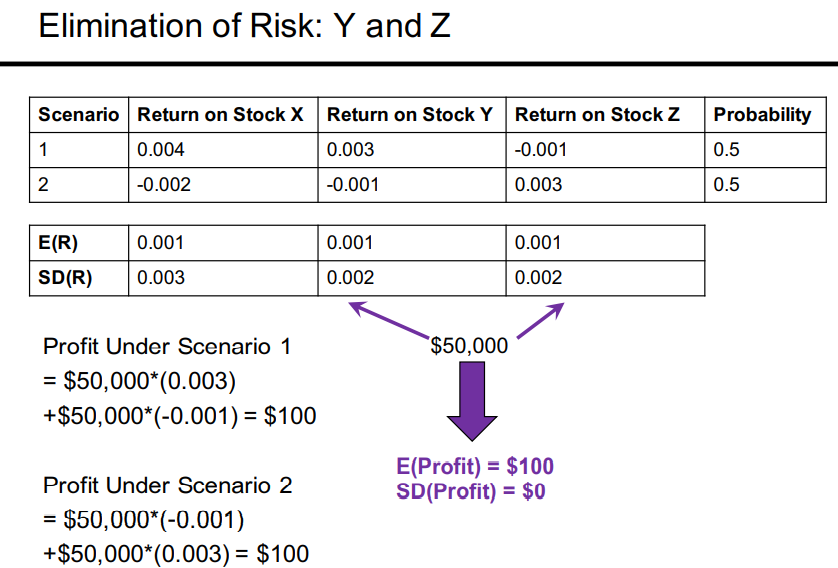 Elimination of Risk: Y and Z
Scenario Return on Stock X Return on Stock Y Return on Stock Z Probability
1 0.004 0.003 -0.001 0.5
2 -0.002 -0.001 0.003 0.5
E(R) 0.001 0.001 0.001
SD(R) 0.003 0.002 0.002
$50,000
Profit Under Scenario 1
= $50,000*(0.003)
+$50,000*(-0.001) = $100
E(Profit) = $100
SD(Profit) = $0
Profit Under Scenario 2
= $50,000*(-0.001)
+$50,000*(0.003) = $100